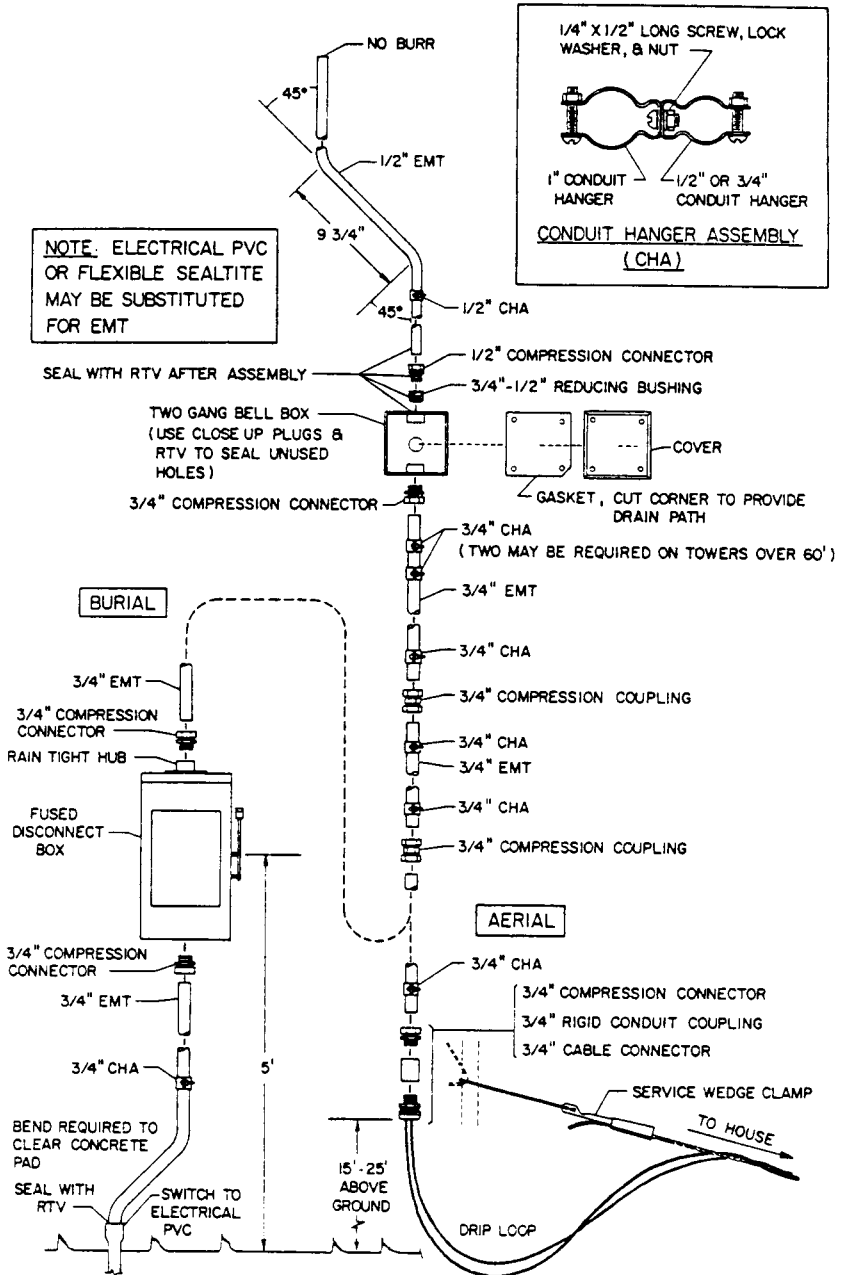 NO BURR
45°
1/2" EMT
9 3/4"
45°
1/4" X 1/2" LONG SCREW, LOCK
WASHER, & NUT
1" CONDUIT
HANGER
1/2" OR 3/4"
CONDUIT HANGER
CONDUIT HANGER ASSEMBLY
(CHA)
NOTE: ELECTRICAL PVC
OR FLEXIBLE SEALTITE
MAY BE SUBSTITUTED
FOR EMT
1/2" CHA
1/2" COMPRESSION CONNECTOR
SEAL WITH RTV AFTER ASSEMBLY
3/4"-1/2" REDUCING BUSHING
TWO GANG BELL BOX
(USE CLOSE UP PLUGS &
RTV TO SEAL UNUSED
HOLES)
COVER
GASKET, CUT CORNER TO PROVIDE
DRAIN PATH
3/4" COMPRESSION CONNECTOR
3/4" CHA
(TWO MAY BE REQUIRED ON TOWERS OVER 60')
3/4" EMT
BURIAL
3/4" CHA
3/4" EMT
3/4" COMPRESSION COUPLING
3/4" COMPRESSION
CONNECTOR
3/4" CHA
RAIN TIGHT HUB
3/4" EMT
3/4" CHA
FUSED
DISCONNECT
BOX
3/4" COMPRESSION COUPLING
AERIAL
3/4" COMPRESSION
CONNECTOR
3/4" CHA
3/4" EMT
3/4" COMPRESSION CONNECTOR
3/4" RIGID CONDUIT COUPLING
3/4" CABLE CONNECTOR
3/4" CHA
5'
SERVICE WEDGE CLAMP
TO HOUSE
BEND REQUIRED TO
CLEAR CONCRETE
PAD
15'-25'
ABOVE
GROUND
SEAL WITH
RTV
SWITCH TO
ELECTRICAL
PVC
DRIP LOOP